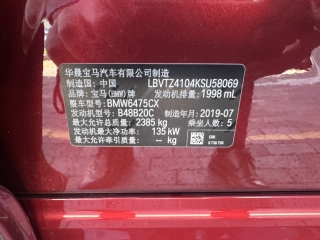 华晨宝马汽车有限公司制造
制造国：中国 LBVTZ4104KSU58069
品牌：宝马(BMW)牌 发动机排量：1998 mL
整车型号：BMW6475CX
发动机型号：B48B20C 制造年月：2019-07
最大允许总质量：2385 kg 乘坐人数：5
发动机最大净功率：135 kW
最大允许牵引质量：-- kg